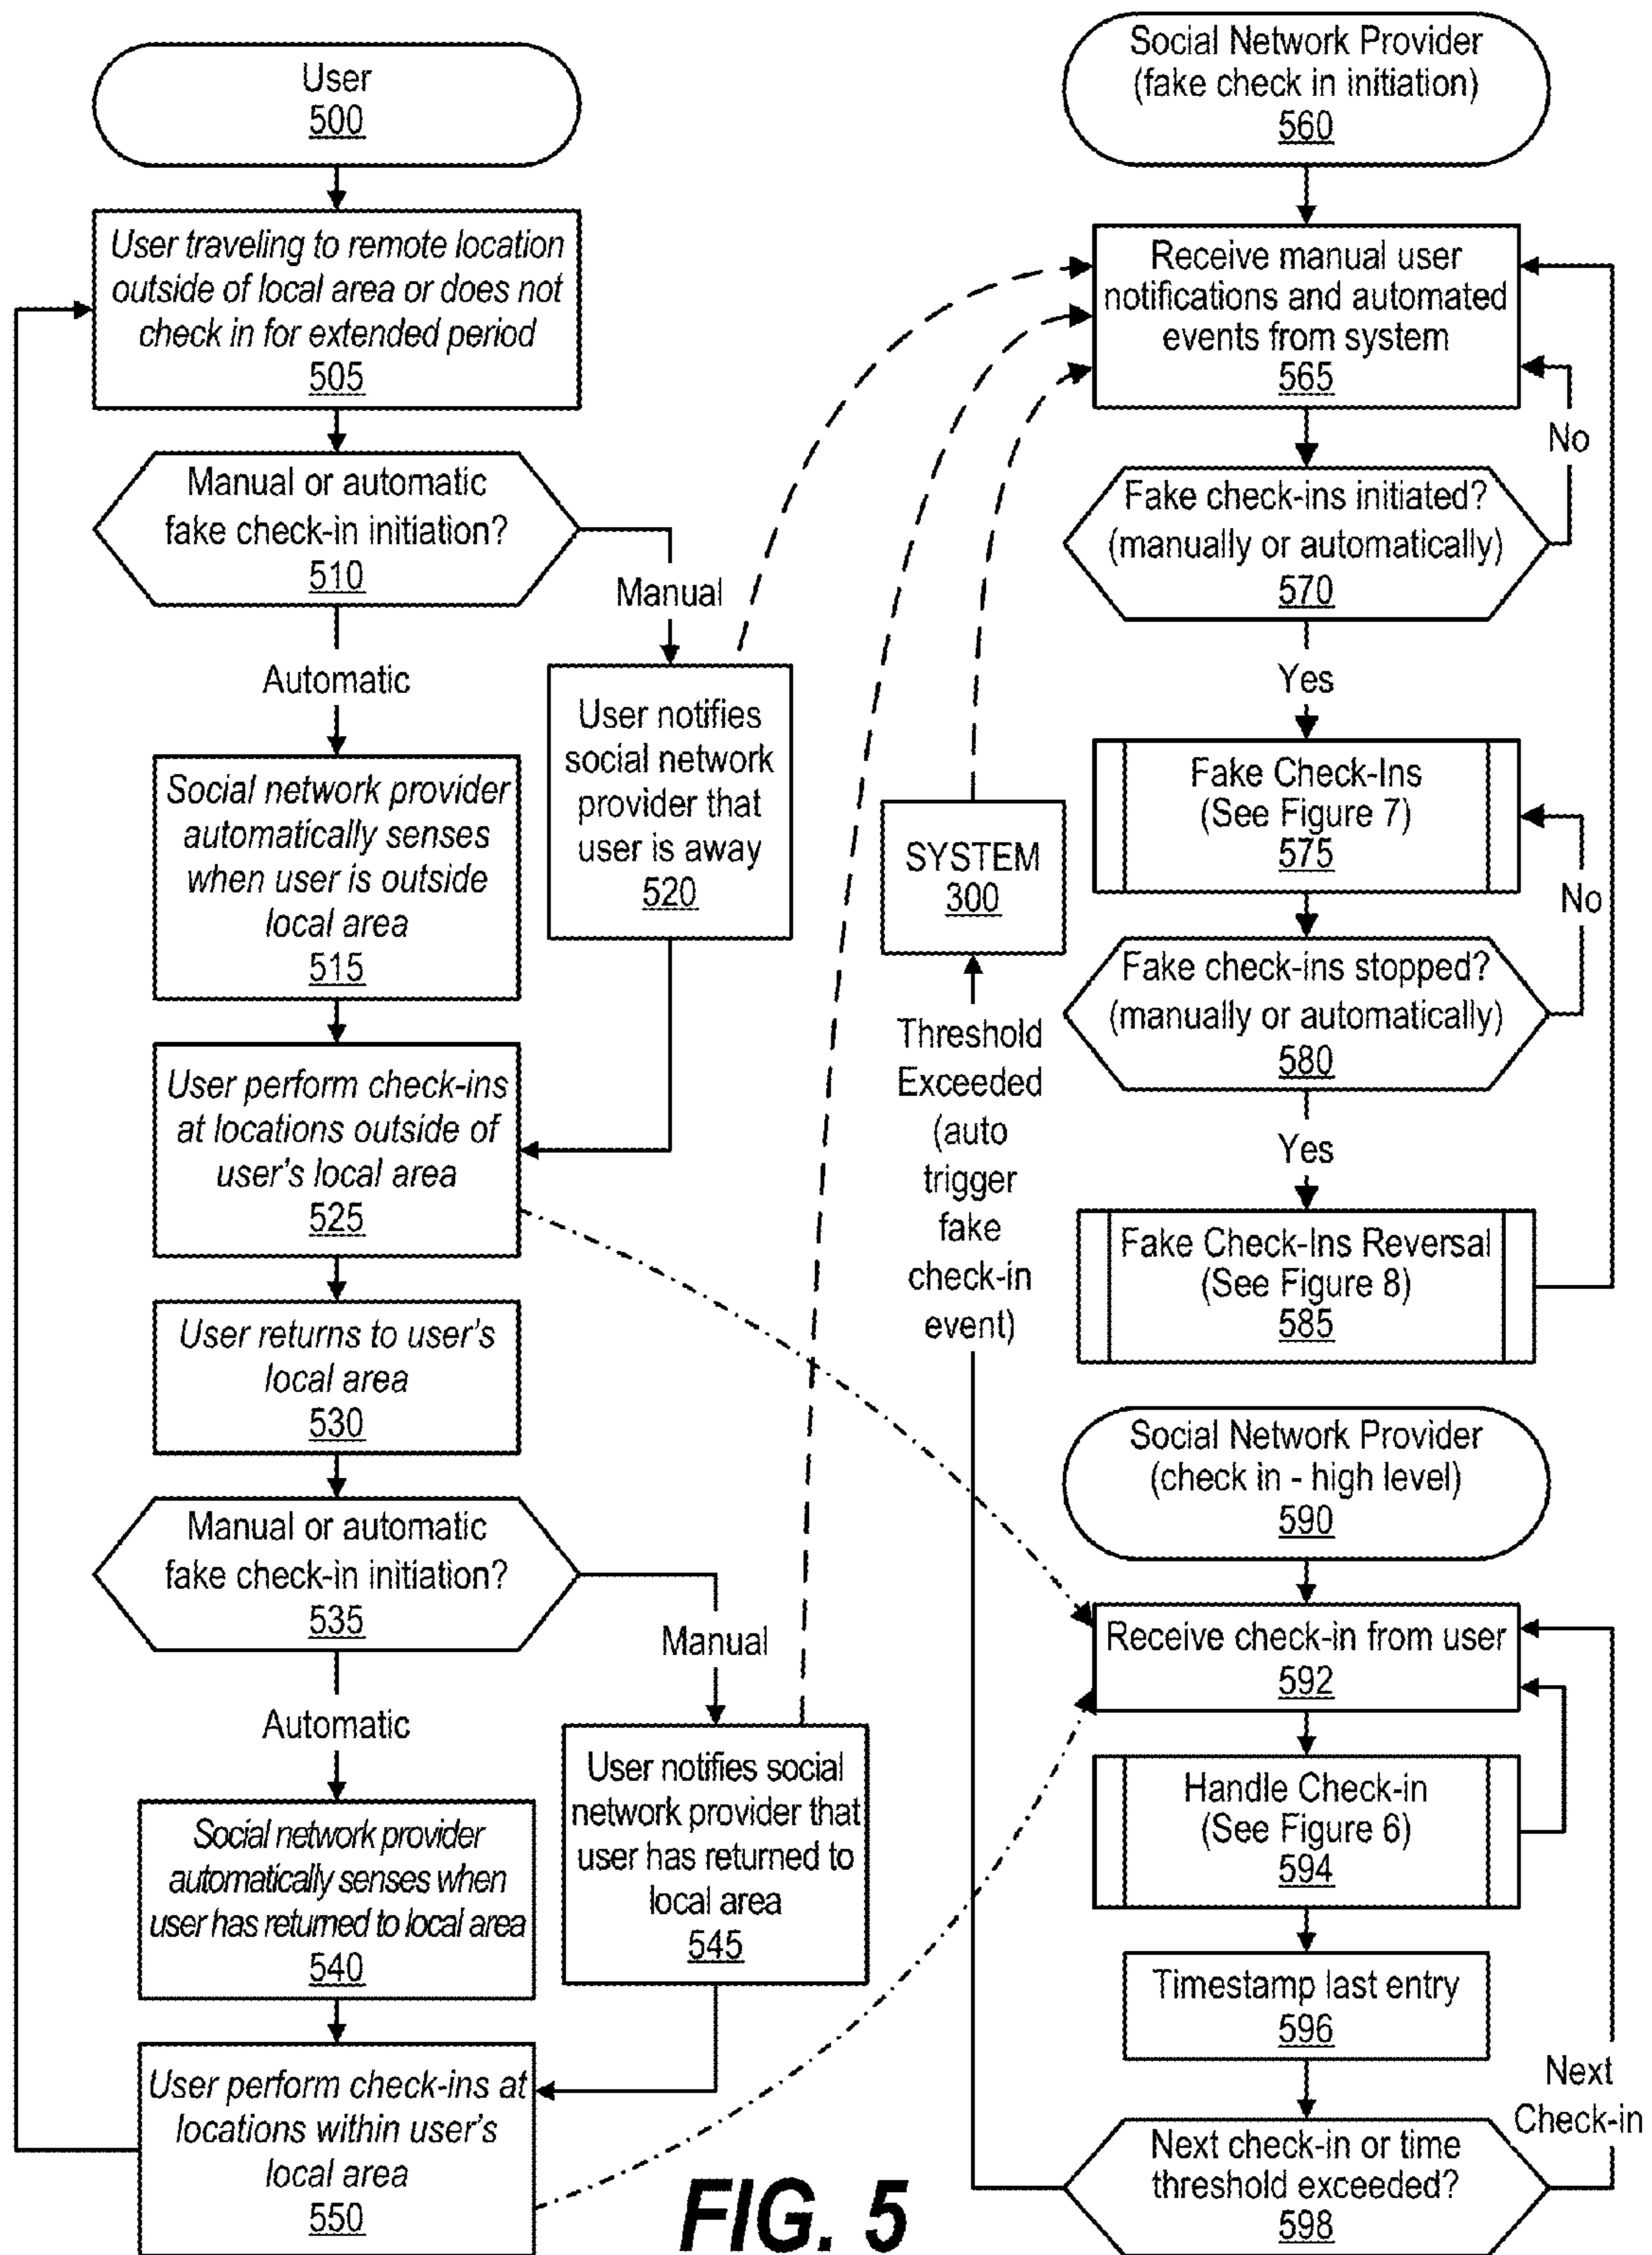 User
500
User traveling to remote location
outside of local area or does not
check in for extended period
505
Manual or automatic
fake check-in initiation?
510
Manual
Automatic
User notifies
social network
provider that
user is away
520
Social network provider
automatically senses
when user is outside
local area
515
User perform check-ins
at locations outside of
user's local area
525
User returns to user's
local area
530
Manual or automatic
fake check-in initiation?
535
Manual
Automatic
User notifies social
network provider that
user has returned to
local area
545
Social network provider
automatically senses when
user has returned to local area
540
User perform check-ins at
locations within user's
local area
550
SYSTEM
300
Threshold
Exceeded
(auto
trigger
fake
check-in
event)
Social Network Provider
(fake check in initiation)
560
Receive manual user
notifications and automated
events from system
565
No
Fake check-ins initiated?
(manually or automatically)
570
Yes
Fake Check-Ins
(See Figure 7)
575
No
Fake check-ins stopped?
(manually or automatically)
580
Yes
Fake Check-Ins Reversal
(See Figure 8)
585
Social Network Provider
(check in - high level)
590
Receive check-in from user
592
Handle Check-in
(See Figure 6)
594
Timestamp last entry
596
Next
Check-in
Next check-in or time
threshold exceeded?
598
FIG. 5